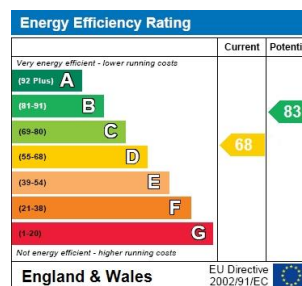 Energy Efficiency Rating
Current Potenti
Very energy efficient - lower running costs
(92 Plus) A
(81-91) B
(69-80) C
(55-68) D
(39-54) E
(21-38) F
(1-20) G
83
68
Not energy efficient - higher running costs
England & Wales
EU Directive
2002/91/EC